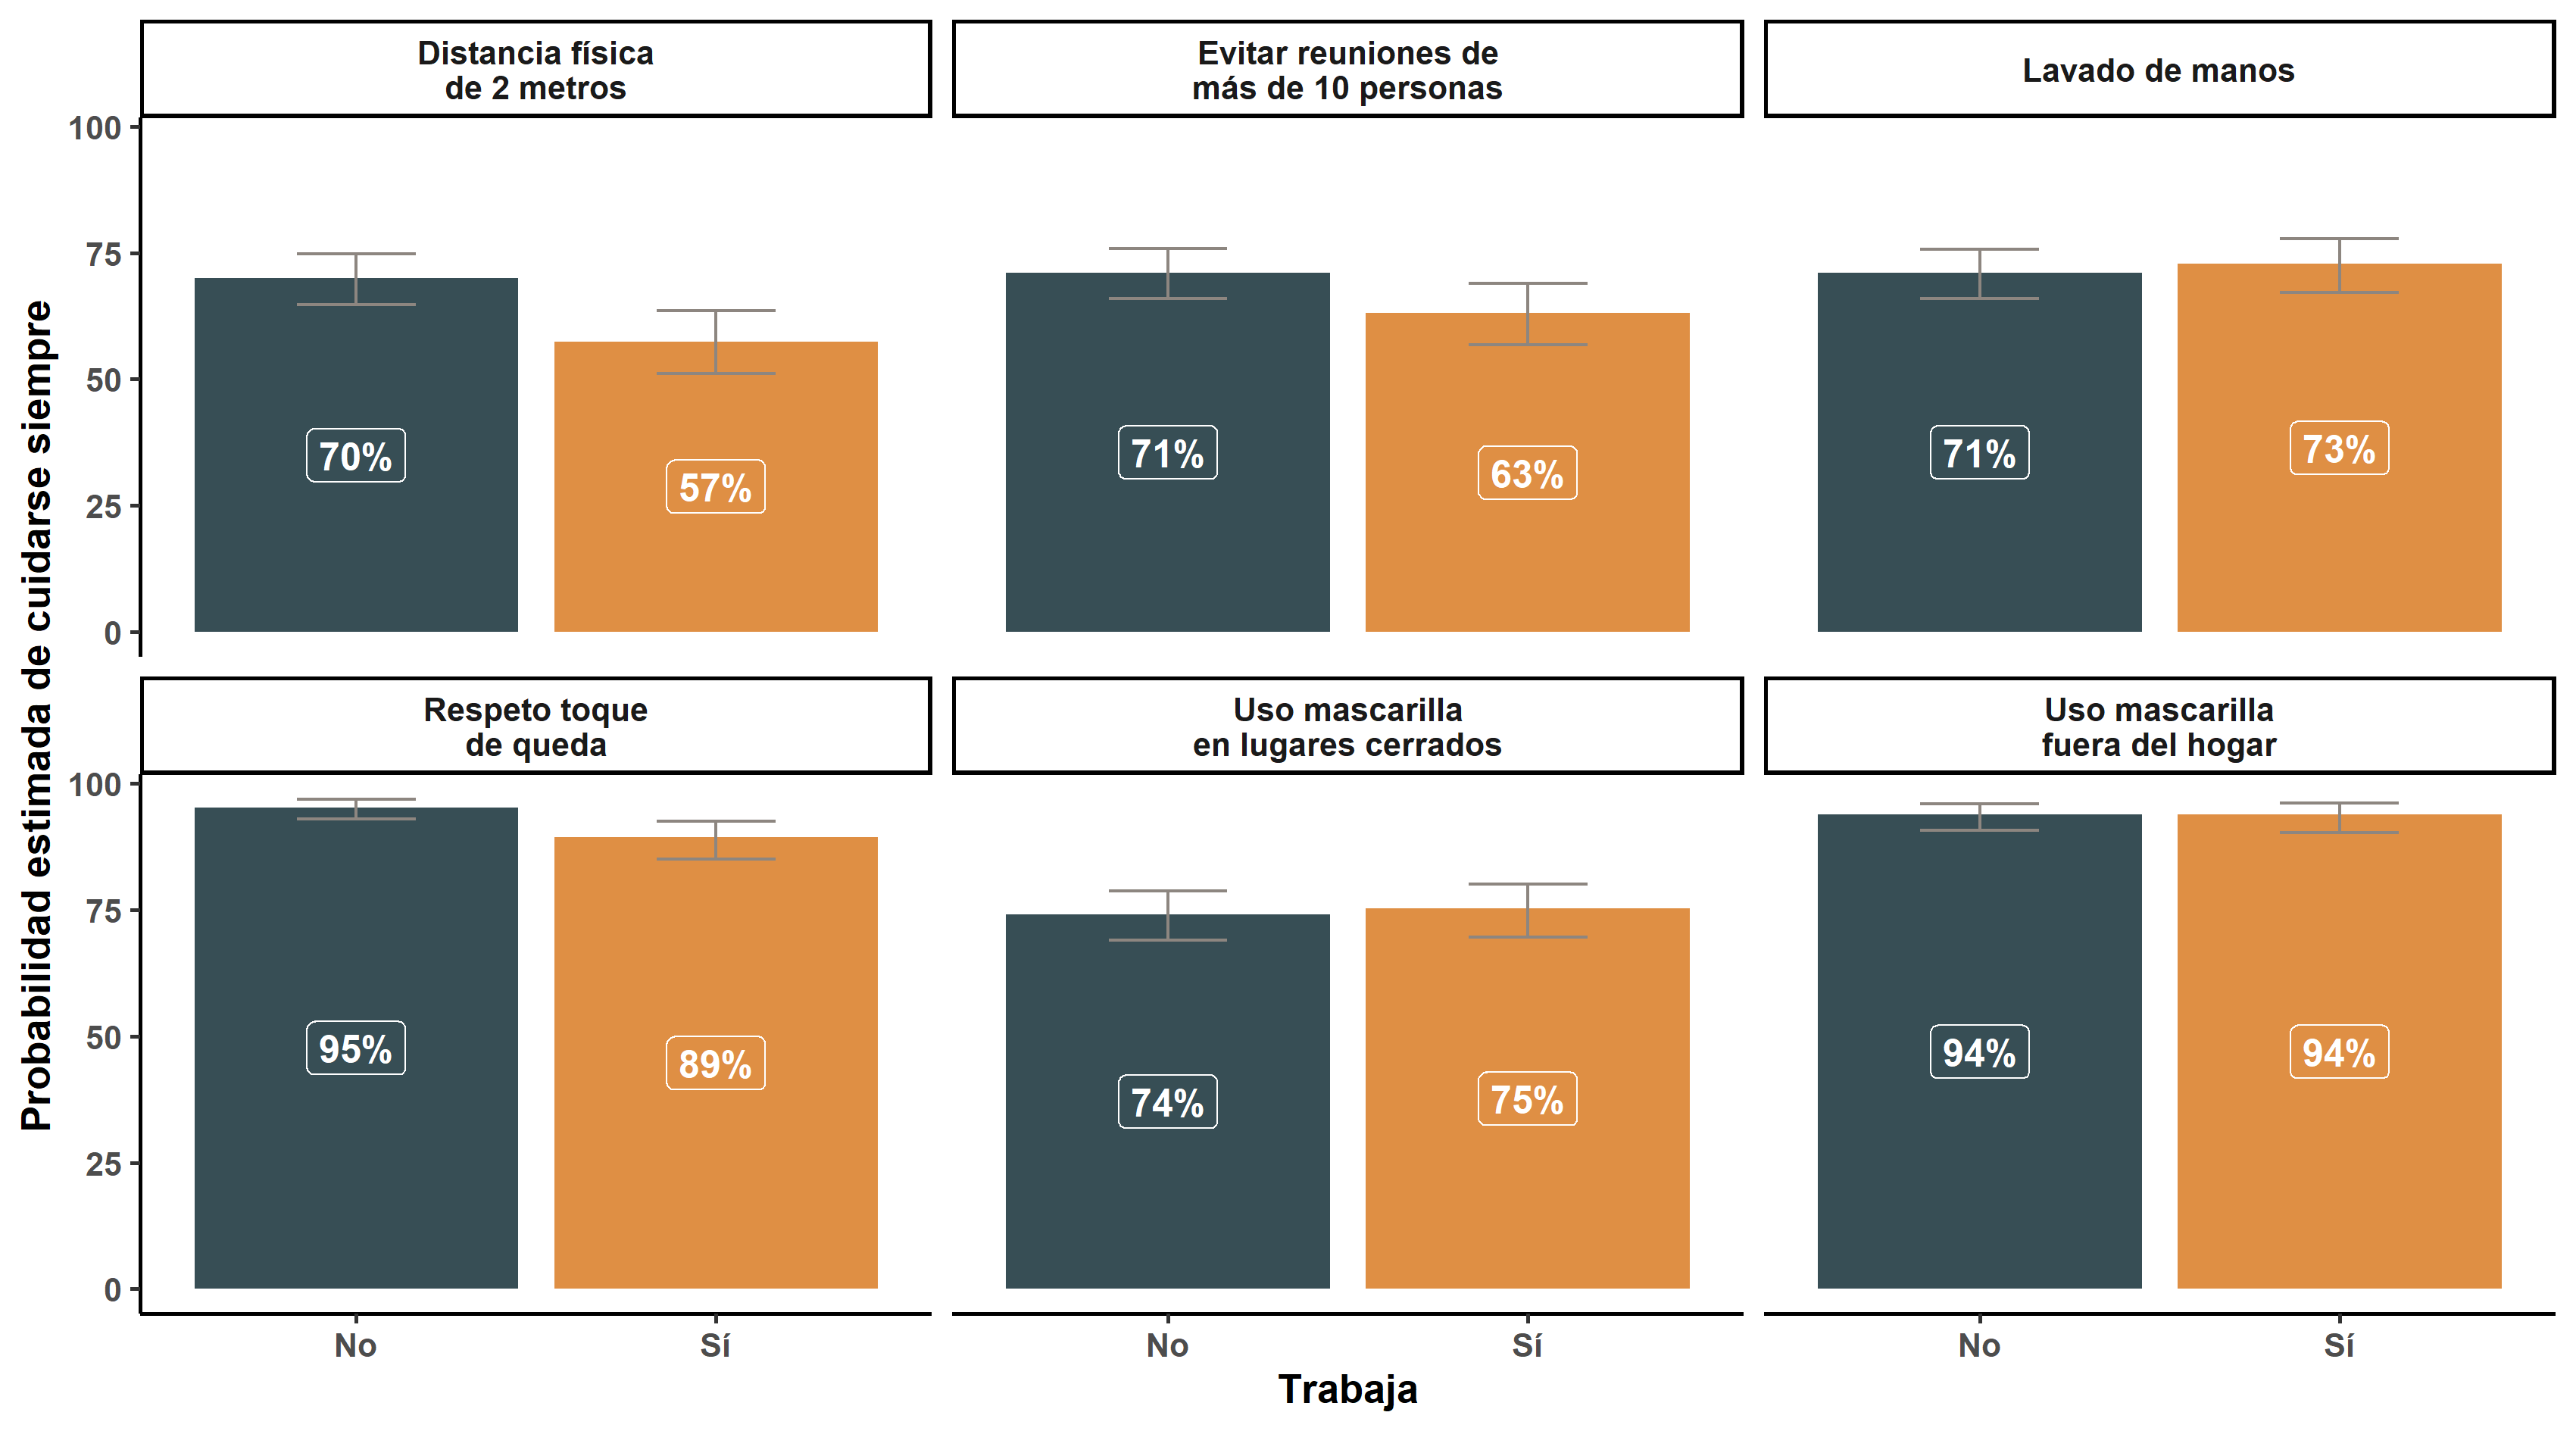 Probabilidad estimada de cuidarse siempre
Distancia física
de 2 metros
Evitar reuniones de
más de 10 personas
Lavado de manos
100
75
50
25
0
70%
57%
71%
63%
71%
73%
Respeto toque
de queda
Uso mascarilla
en lugares cerrados
Uso mascarilla
fuera del hogar
100
75
50
25
0
95%
89%
74%
75%
94%
94%
No
Sí
No
Sí
No
Sí
Trabaja